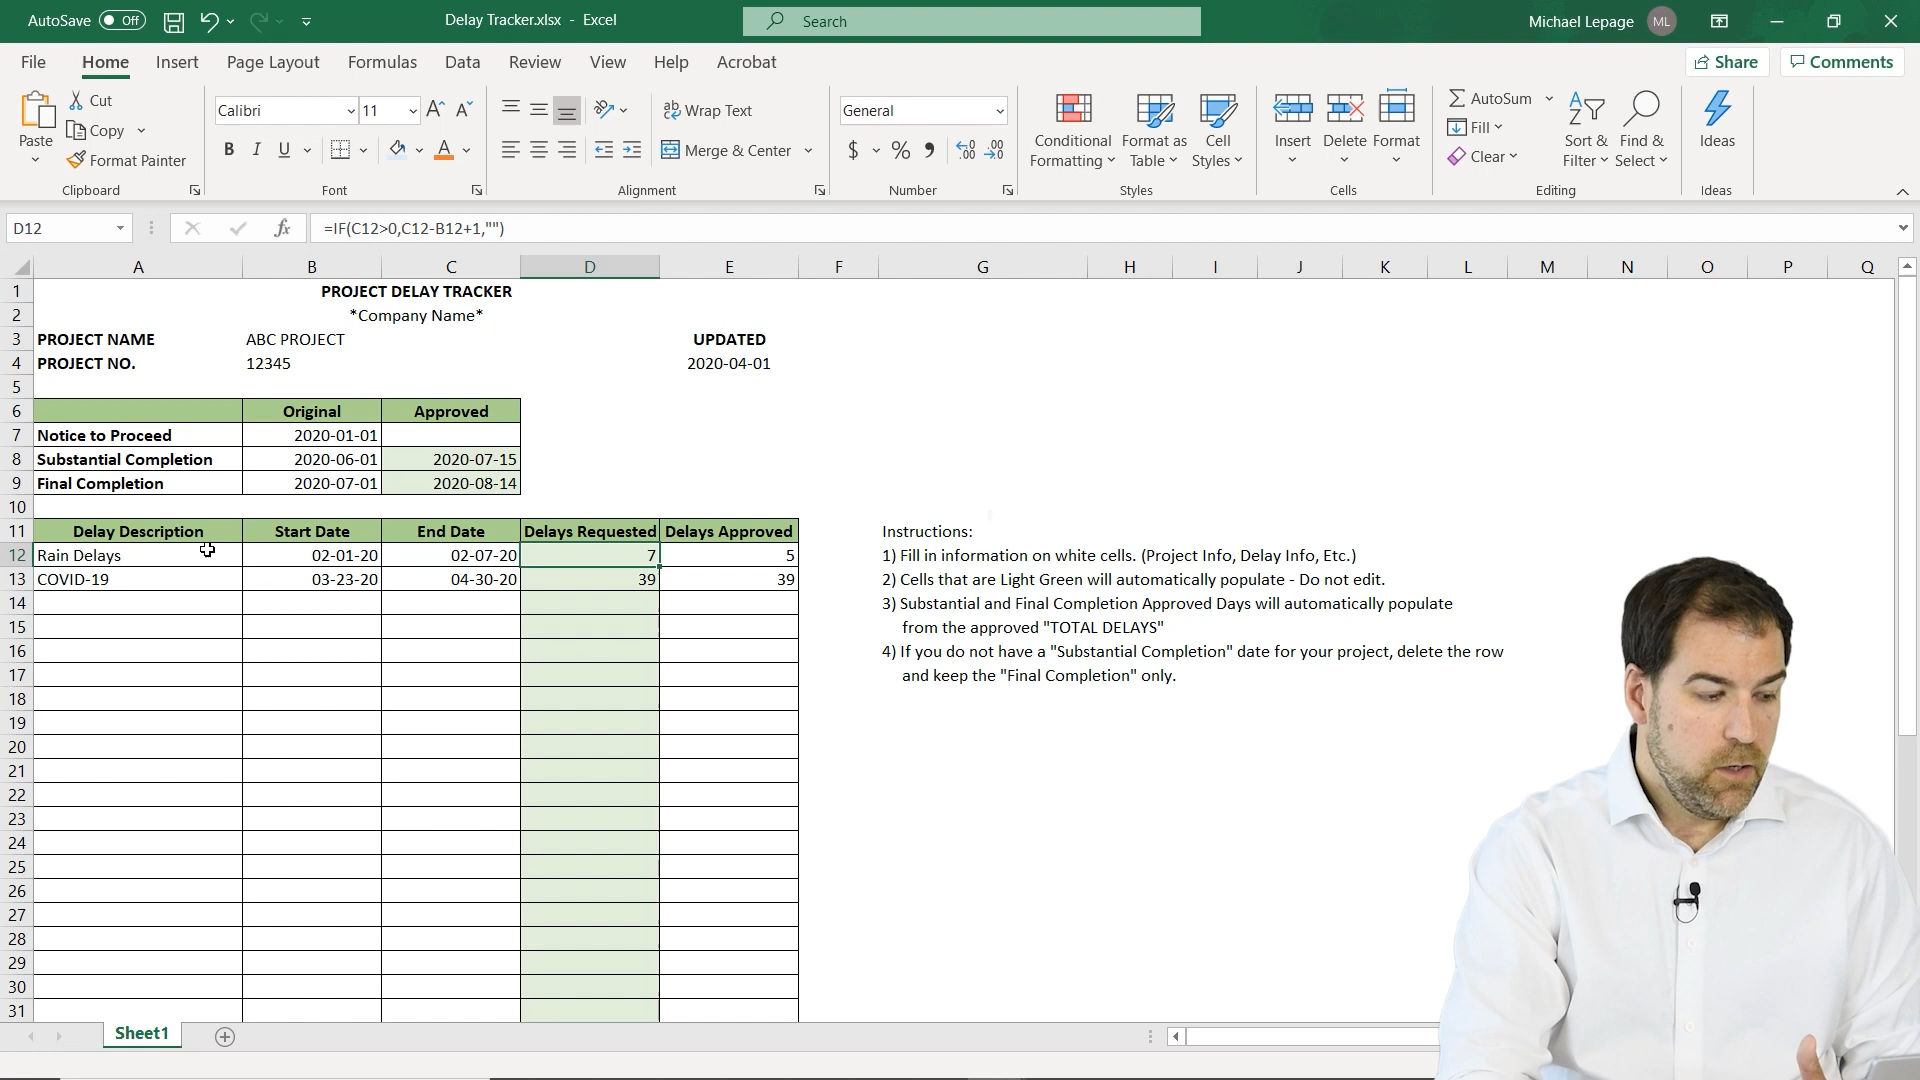 AutoSave Off Delay Tracker.xlsx - Excel Search Michael Lepage ML
File Home Insert Page Layout Formulas Data Review View Help Acrobat Share Comments
Paste Cut Copy Format Painter Clipboard
Calibri 11 B I U A Font
ab Wrap Text Merge & Center Alignment
General $ % Number
Conditional Formatting Format as Table Cell Styles Styles
Insert Delete Format Cells
AutoSum Fill Clear Sort & Filter Find & Select Editing
Ideas Ideas
D12 fx =IF(C12>0,C12-B12+1,"")
A B C D E F G H I J K L M N O P Q
1 PROJECT DELAY TRACKER
2 *Company Name*
3 PROJECT NAME ABC PROJECT UPDATED
4 PROJECT NO. 12345 2020-04-01
5
6 Original Approved
7 Notice to Proceed 2020-01-01
8 Substantial Completion 2020-06-01 2020-07-15
9 Final Completion 2020-07-01 2020-08-14
10
11 Delay Description Start Date End Date Delays Requested Delays Approved Instructions:
12 Rain Delays 02-01-20 02-07-20 7 5 1) Fill in information on white cells. (Project Info, Delay Info, Etc.)
13 COVID-19 03-23-20 04-30-20 39 39 2) Cells that are Light Green will automatically populate - Do not edit.
14 3) Substantial and Final Completion Approved Days will automatically populate
15 from the approved "TOTAL DELAYS"
16 4) If you do not have a "Substantial Completion" date for your project, delete the row
17 and keep the "Final Completion" only.
18
19
20
21
22
23
24
25
26
27
28
29
30
31
Sheet1